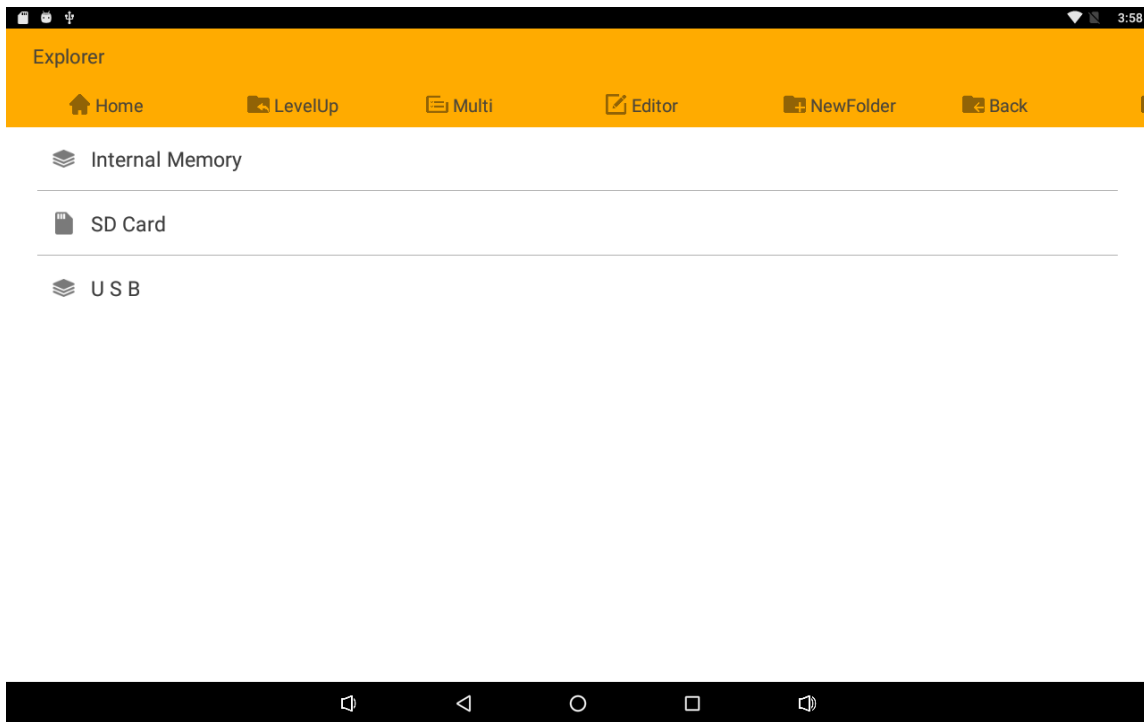 3:58
Explorer
Home LevelUp Multi Editor NewFolder Back
Internal Memory
SD Card
U S B